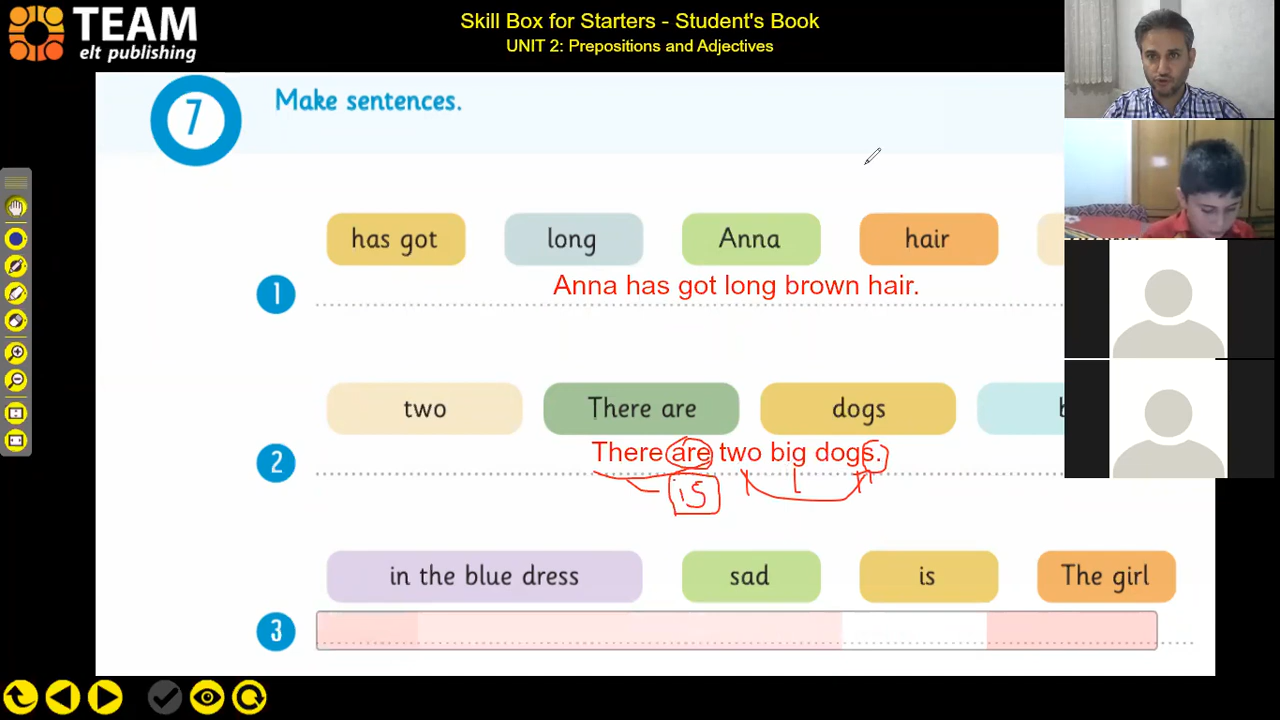 TEAM
elt publishing
Skill Box for Starters - Student's Book
UNIT 2: Prepositions and Adjectives
7
Make sentences.
has got long Anna hair
1
Anna has got long brown hair.
two There are dogs
2
There are two big dogs.
is
in the blue dress sad is The girl
3